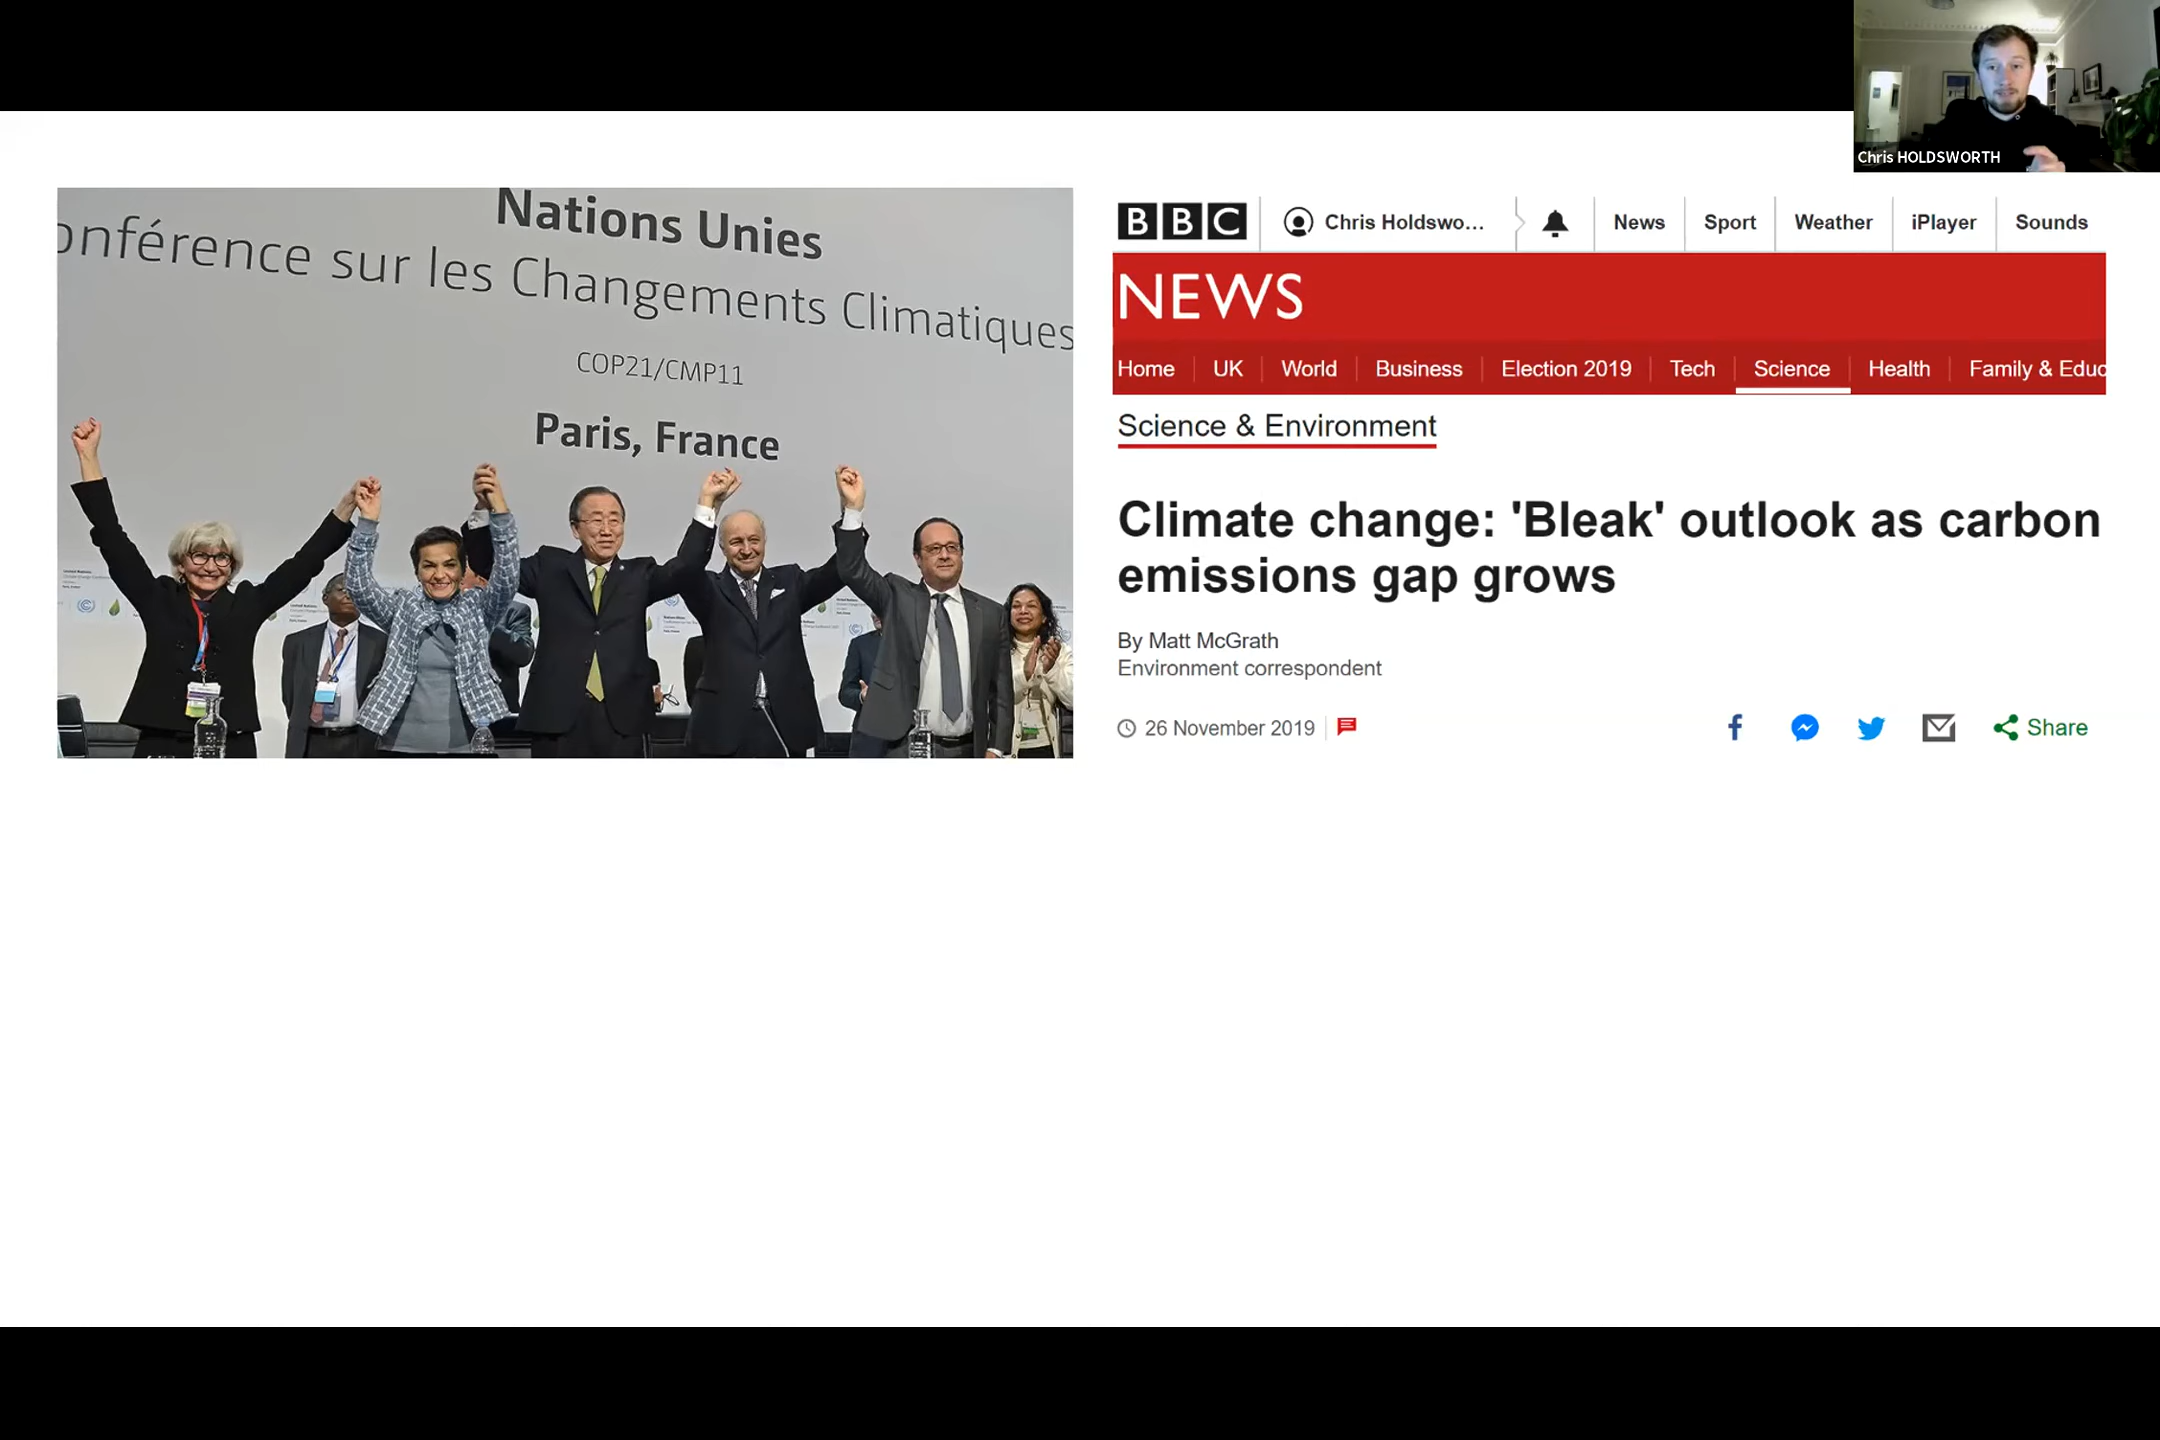 Chris HOLDSWORTH
Nations Unies
onférence sur les Changements Climatiques
COP21/CMP11
Paris, France
BBC
Chris Holdswo...
News
Sport
Weather
iPlayer
Sounds
NEWS
Home
UK
World
Business
Election 2019
Tech
Science
Health
Family & Educ
Science & Environment
Climate change: 'Bleak' outlook as carbon
emissions gap grows
By Matt McGrath
Environment correspondent
26 November 2019
Share